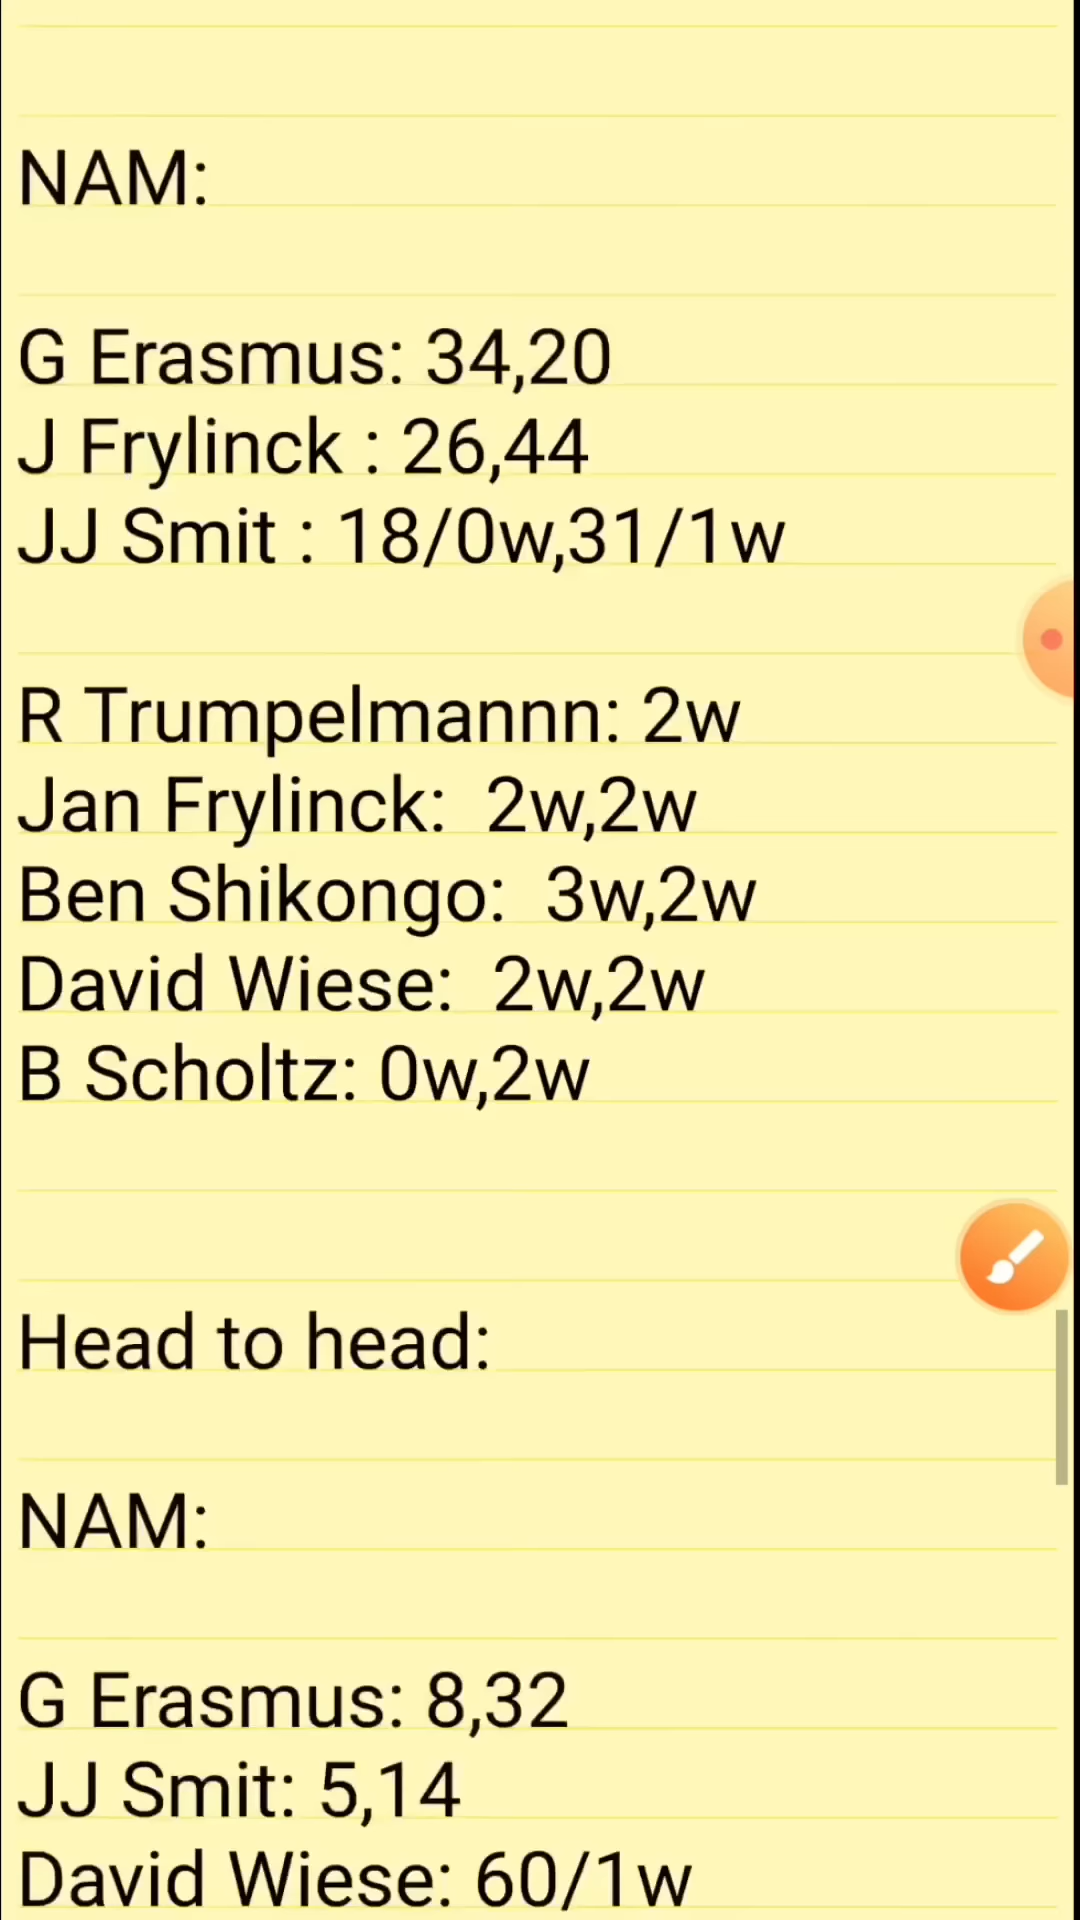 NAM:
G Erasmus: 34,20
J Frylinck : 26,44
JJ Smit : 18/0w,31/1w
R Trumpelmannn: 2w
Jan Frylinck:  2w,2w
Ben Shikongo:  3w,2w
David Wiese:  2w,2w
B Scholtz: 0w,2w
Head to head:
NAM:
G Erasmus: 8,32
JJ Smit: 5,14
David Wiese: 60/1w